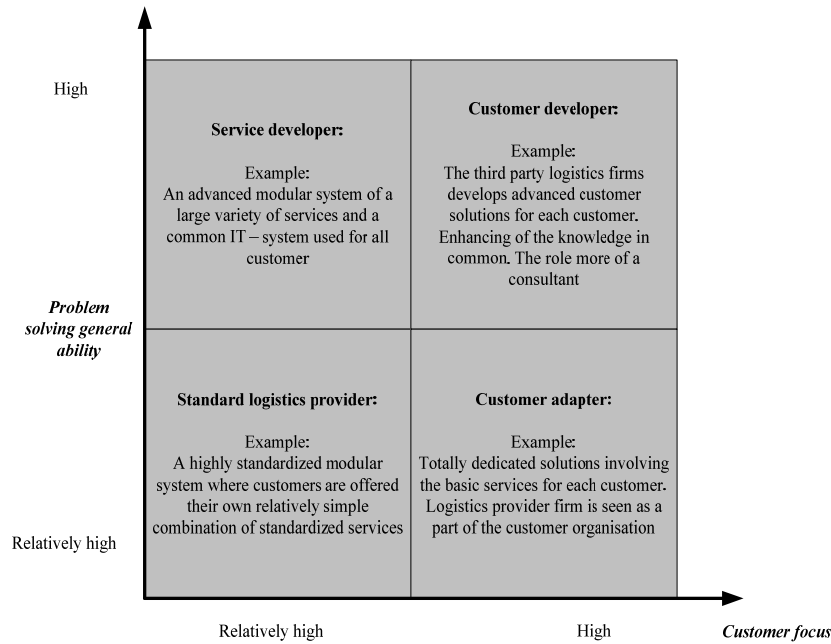 High
Service developer:
Example:
An advanced modular system of a
large variety of services and a
common IT – system used for all
customer
Customer developer:
Example:
The third party logistics firms
develops advanced customer
solutions for each customer.
Enhancing of the knowledge in
common. The role more of a
consultant
Problem
solving general
ability
Standard logistics provider:
Example:
A highly standardized modular
system where customers are offered
their own relatively simple
combination of standardized services
Customer adapter:
Example:
Totally dedicated solutions involving
the basic services for each customer.
Logistics provider firm is seen as a
part of the customer organisation
Relatively high
Relatively high
High
Customer focus